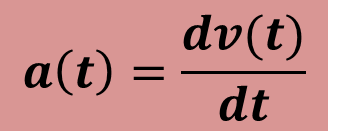 a(t) = dv(t)/dt